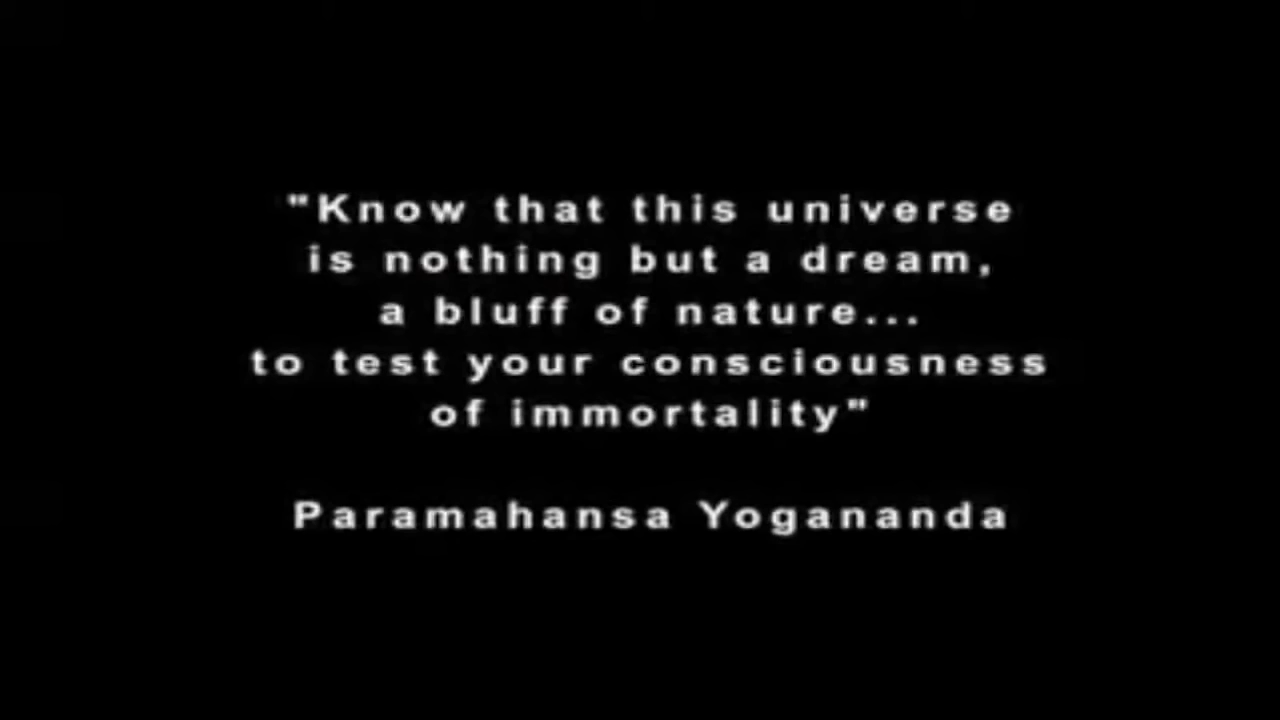 "Know that this universe
is nothing but a dream,
a bluff of nature...
to test your consciousness
of immortality"
Paramahansa Yogananda